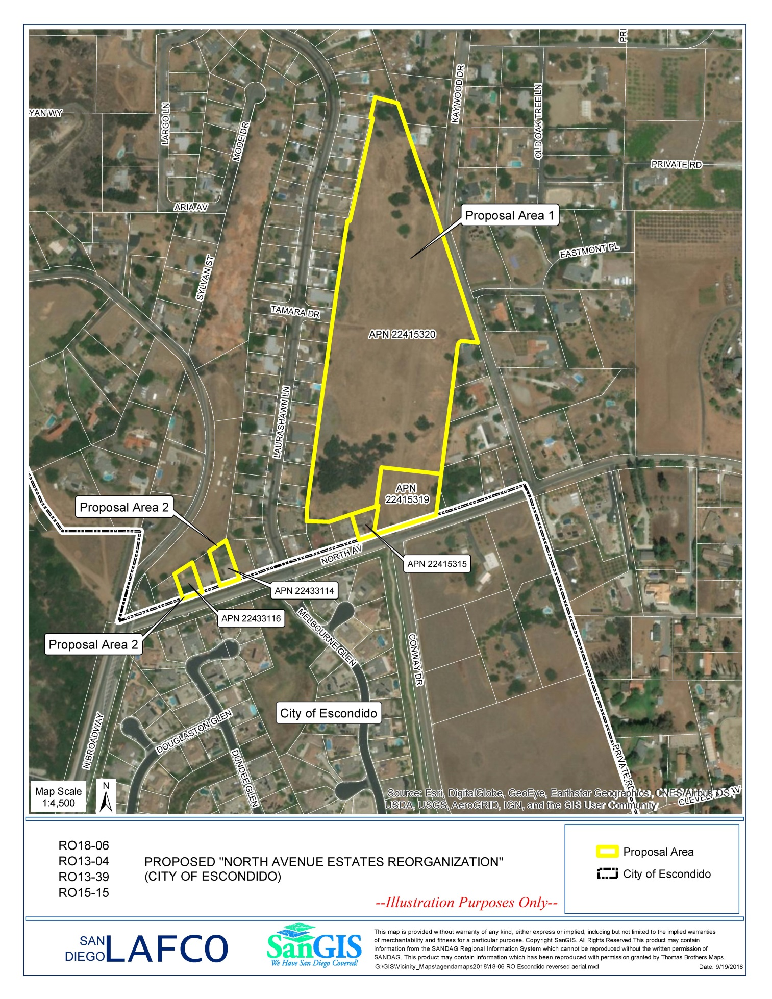 PRI
KAYWOOD DR
OLD OAK TREE LN
YAN WY
LARGO LN
MODE DR
PRIVATE RD
ARIA AV
Proposal Area 1
EASTMONT PL
SYLVAN ST
TAMARA DR
APN 22415320
LAURASHAWN LN
APN
22415319
Proposal Area 2
NORTH AV
APN 22415315
APN 22433114
APN 22433116
MELBOURNE GLEN
Proposal Area 2
CONWAY DR
City of Escondido
N BROADWAY
DOUGLASTON GLEN
DUNDEE GLEN
PRIVATE RD
Map Scale
1:4,500
N
Source: Esri, DigitalGlobe, GeoEye, Earthstar Geographics, CNES/Airbus DS,
USDA, USGS, AeroGRID, IGN, and the GIS User Community
RO18-06
RO13-04
RO13-39
RO15-15
PROPOSED "NORTH AVENUE ESTATES REORGANIZATION"
(CITY OF ESCONDIDO)
--Illustration Purposes Only--
Proposal Area
City of Escondido
SAN
DIEGO
LAFCO
SanGIS
We Have San Diego Covered!
This map is provided without warranty of any kind, either express or implied, including but not limited to the implied warranties
of merchantability and fitness for a particular purpose. Copyright SanGIS. All Rights Reserved.This product may contain
information from the SANDAG Regional Information System which cannot be reproduced without the written permission of
SANDAG. This product may contain information which has been reproduced with permission granted by Thomas Brothers Maps.
G:\GIS\Vicinity_Maps\agendamaps2018\18-06 RO Escondido reversed aerial.mxd
Date: 9/19/2018